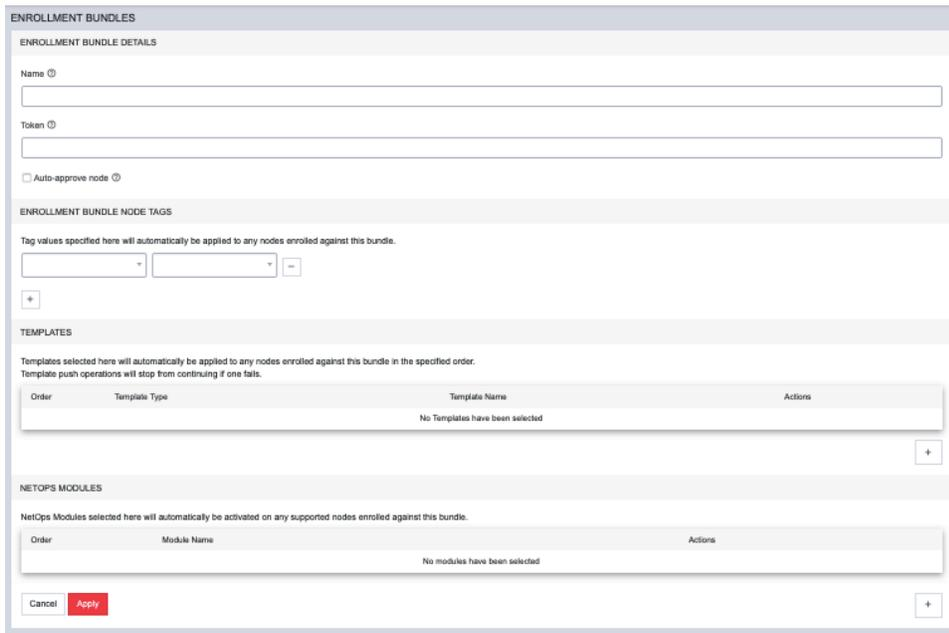 ENROLLMENT BUNDLES
ENROLLMENT BUNDLE DETAILS
Name
Token
Auto-approve node
ENROLLMENT BUNDLE NODE TAGS
Tag values specified here will automatically be applied to any nodes enrolled against this bundle.
TEMPLATES
Templates selected here will automatically be applied to any nodes enrolled against this bundle in the specified order.
Template push operations will stop from continuing if one fails.
Order Template Type Template Name Actions
No Templates have been selected
NETOPS MODULES
NetOps Modules selected here will automatically be activated on any supported nodes enrolled against this bundle.
Order Module Name Actions
No modules have been selected
Cancel Apply